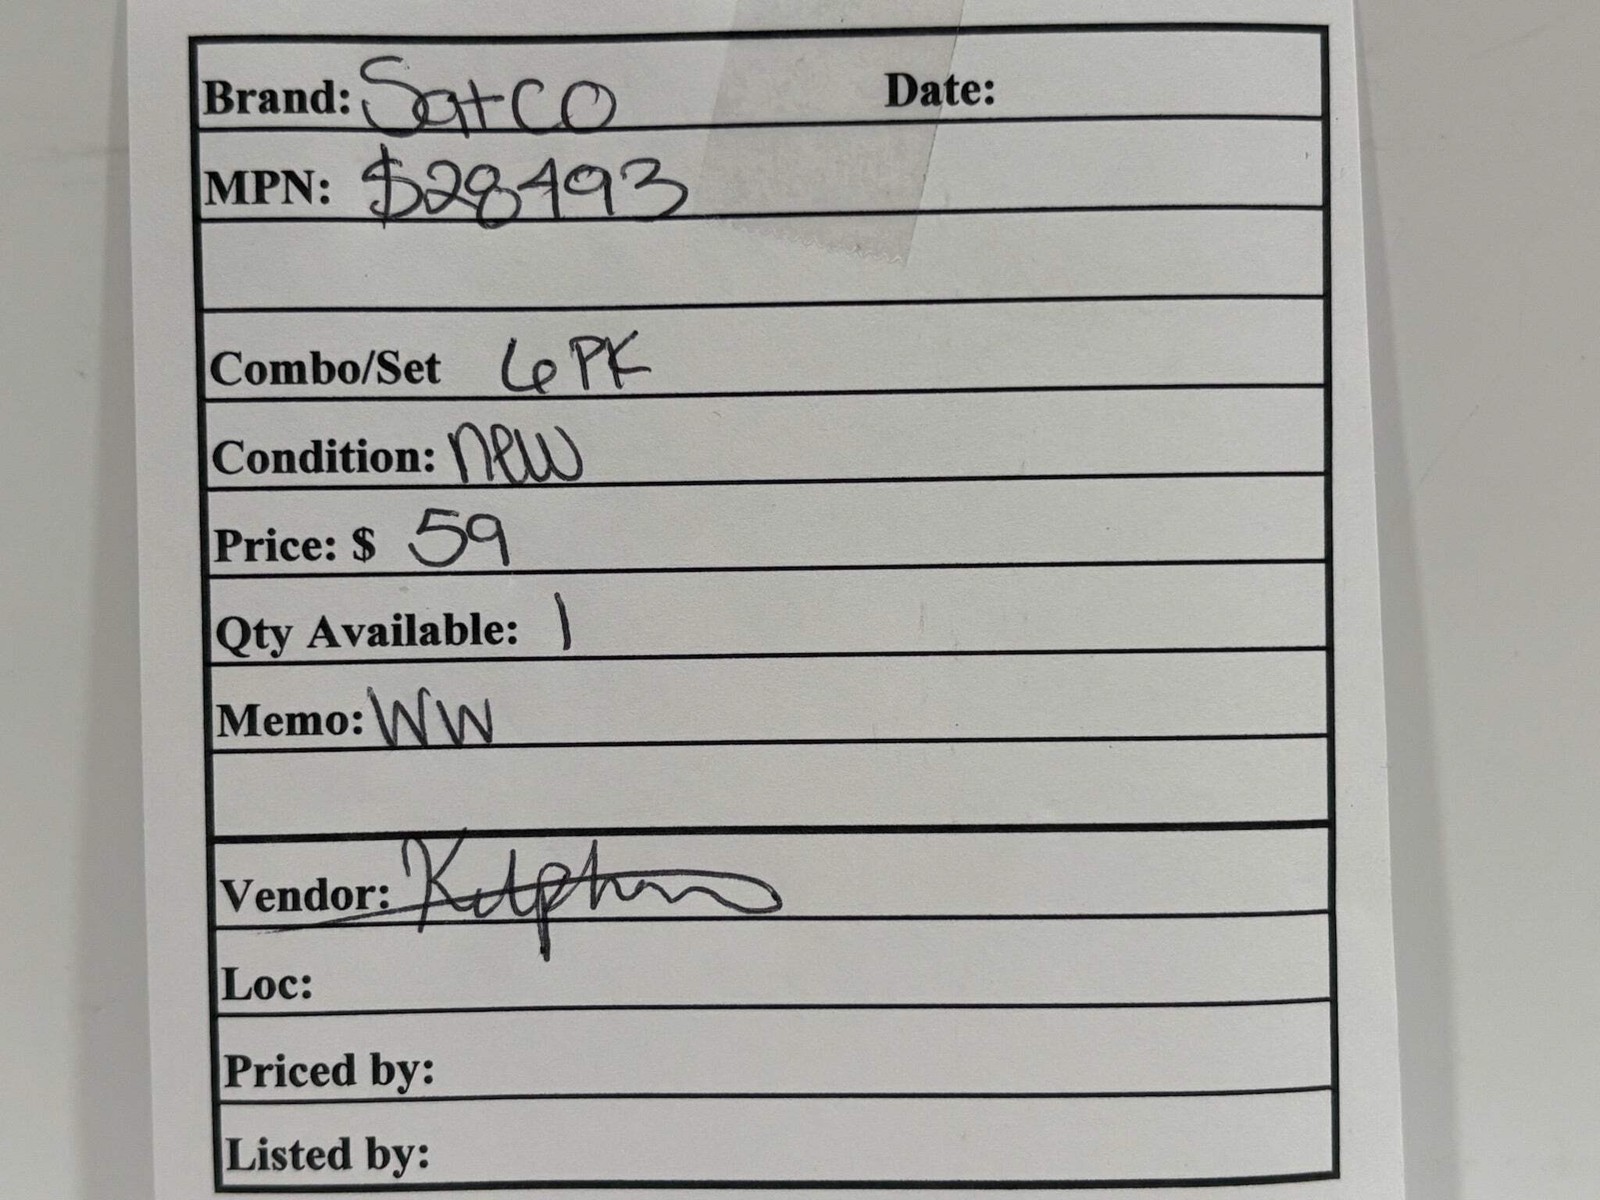 Brand: Satco Date:
MPN: $28493
Combo/Set 6PK
Condition: new
Price: $ 59
Qty Available: 1
Memo: WW
Vendor:
Loc:
Priced by:
Listed by: